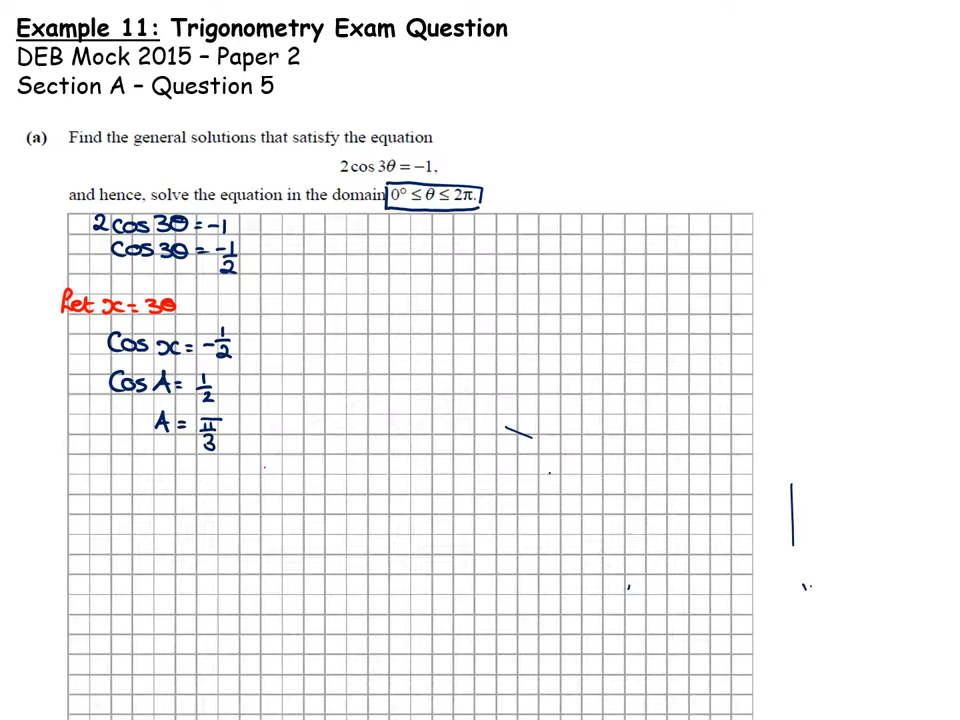 Example 11: Trigonometry Exam Question
DEB Mock 2015 – Paper 2
Section A – Question 5
(a) Find the general solutions that satisfy the equation
2 cos 3θ = −1,
and hence, solve the equation in the domain 0° ≤ θ ≤ 2π.
2 cos 3θ = -1
Cos 3θ = -1/2
Let x = 3θ
Cos x = -1/2
Cos A = 1/2
A = π/3